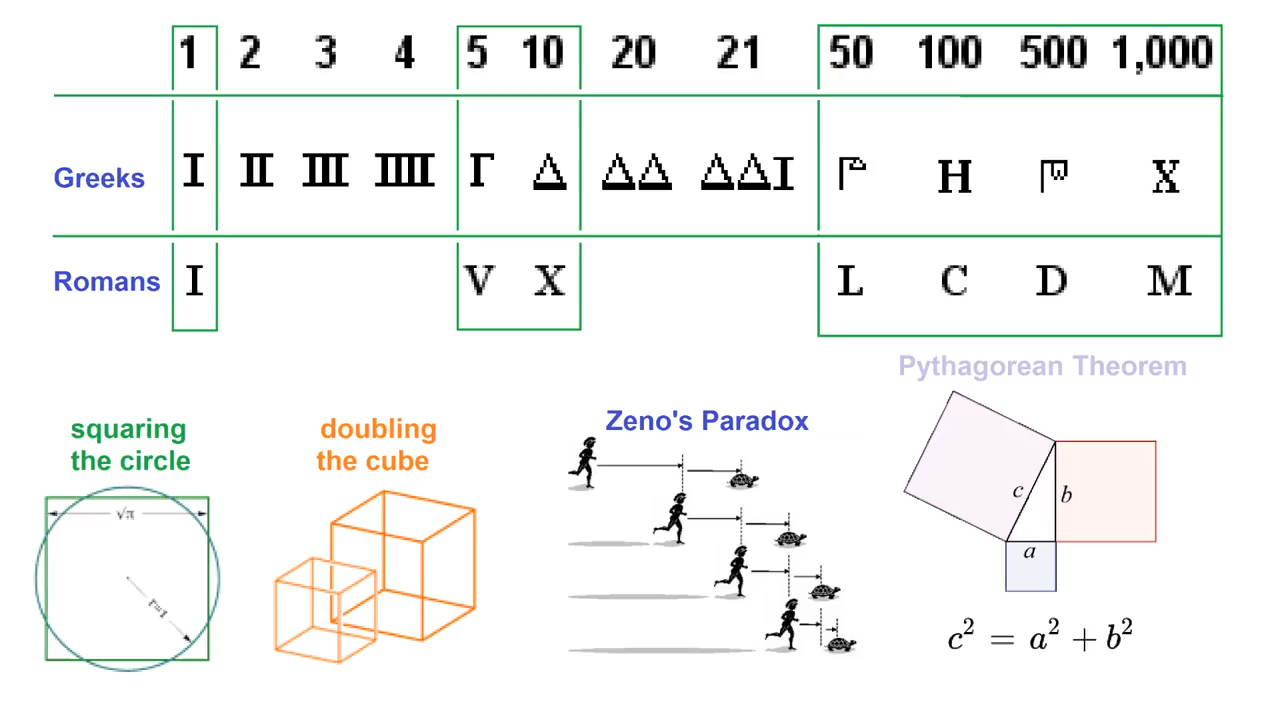 1 2 3 4 5 10 20 21 50 100 500 1,000
Greeks Ι ΙΙ ΙΙΙ ΙΙΙΙ Γ Δ ΔΔ ΔΔΙ 𐅄 Η 𐅅 Χ
Romans I V X L C D M
Pythagorean Theorem
squaring
the circle
doubling
the cube
Zeno's Paradox
√π
r=1
c
b
a
c² = a² + b²